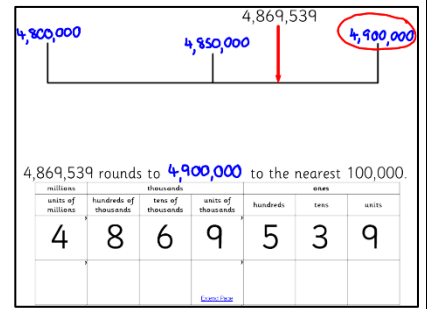 4,869,539
4,800,000
4,850,000
4,900,000
4,869,539 rounds to 4,900,000 to the nearest 100,000.
millions thousands ones
units of millions hundreds of thousands tens of thousands units of thousands hundreds tens units
4 8 6 9 5 3 9
Extend Page